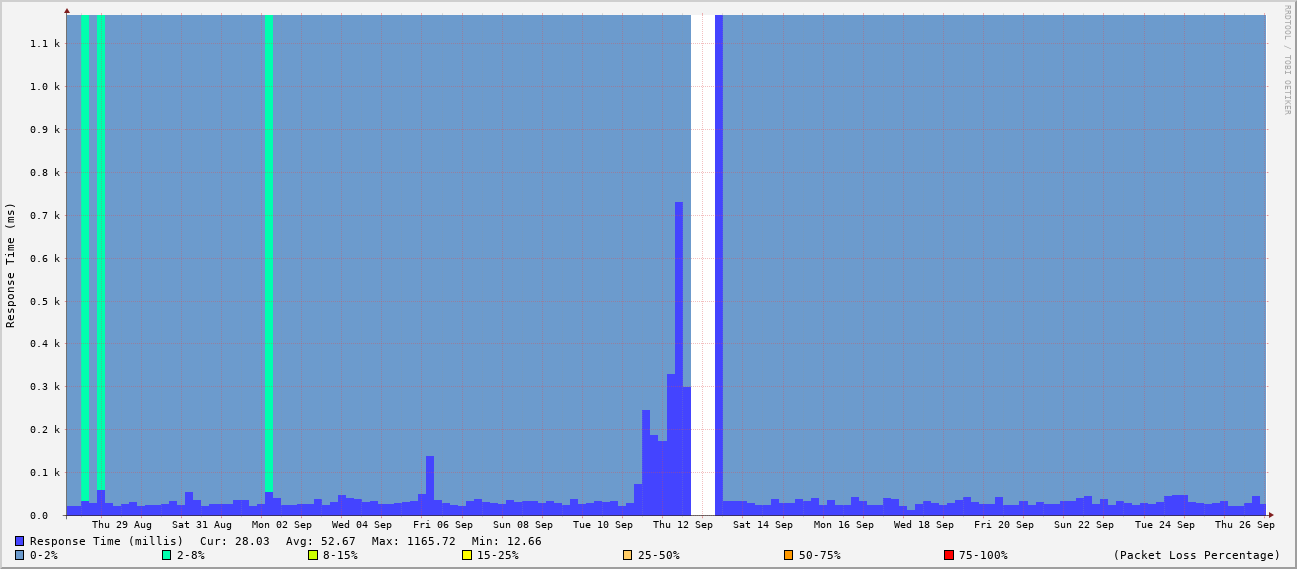 RRDTOOL / TOBI OETIKER
Response Time (ms)
1.1 k
1.0 k
0.9 k
0.8 k
0.7 k
0.6 k
0.5 k
0.4 k
0.3 k
0.2 k
0.1 k
0.0
Thu 29 Aug Sat 31 Aug Mon 02 Sep Wed 04 Sep Fri 06 Sep Sun 08 Sep Tue 10 Sep Thu 12 Sep Sat 14 Sep Mon 16 Sep Wed 18 Sep Fri 20 Sep Sun 22 Sep Tue 24 Sep Thu 26 Sep
Response Time (millis) Cur: 28.03 Avg: 52.67 Max: 1165.72 Min: 12.66
0-2% 2-8% 8-15% 15-25% 25-50% 50-75% 75-100% (Packet Loss Percentage)